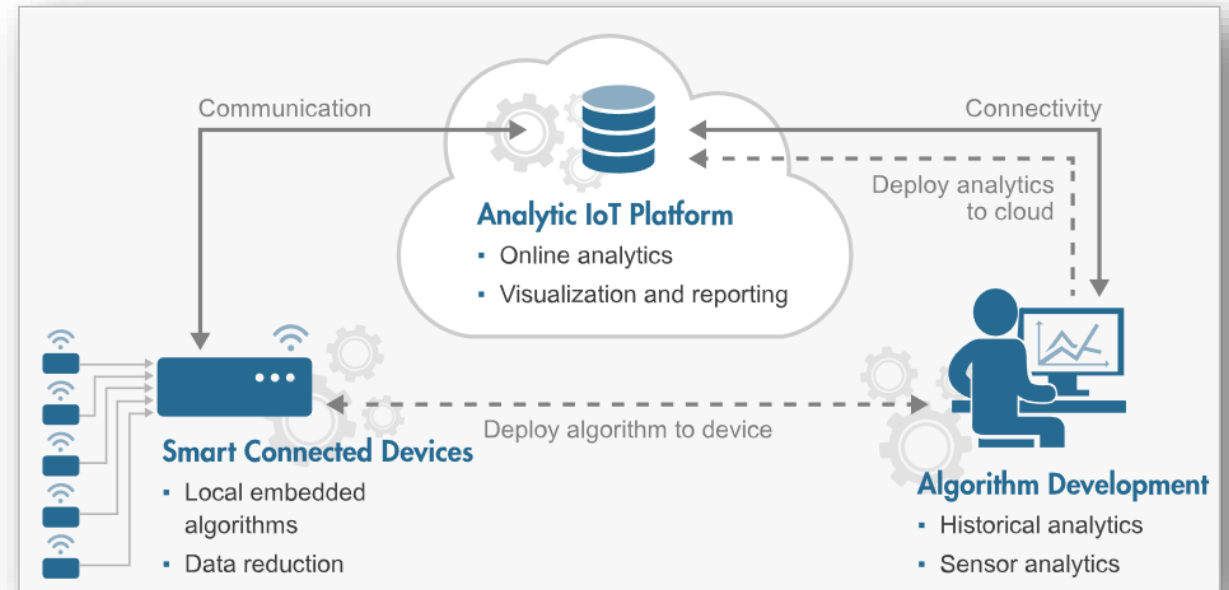 Communication
Connectivity
Deploy analytics
to cloud
Analytic IoT Platform
▪ Online analytics
▪ Visualization and reporting
Deploy algorithm to device
Smart Connected Devices
▪ Local embedded
algorithms
▪ Data reduction
Algorithm Development
▪ Historical analytics
▪ Sensor analytics